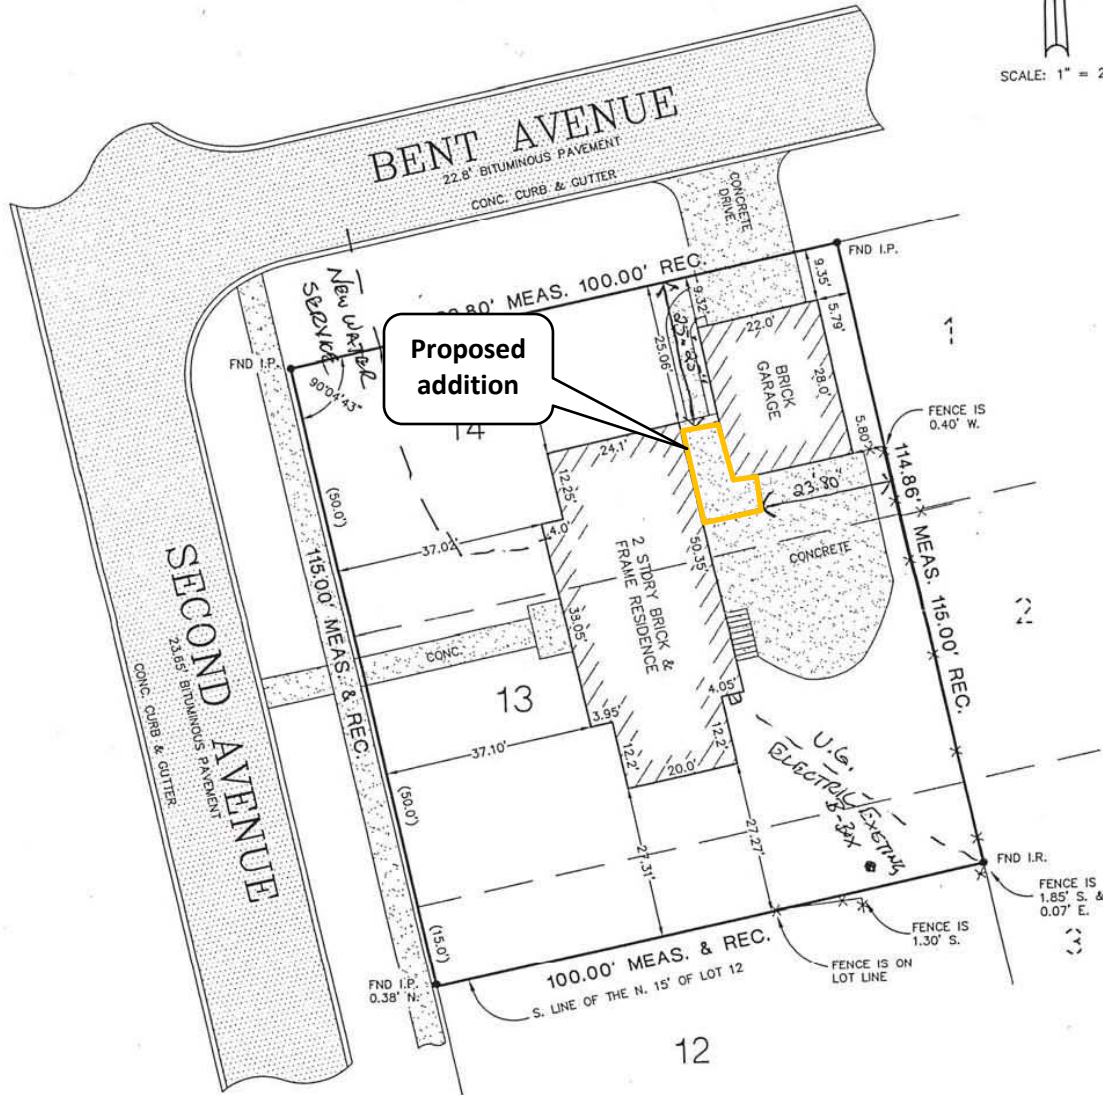 SCALE: 1" = 2
BENT AVENUE
22.8' BITUMINOUS PAVEMENT
CONC. CURB & GUTTER
CONCRETE
DRIVE
FND I.P.
9.35'
5.79'
9.32'
.80' MEAS. 100.00' REC.
NEW WATER
SERVICE
FND I.P.
90°04'43"
Proposed
addition
25.06'
22.0'
BRICK
GARAGE
28.0'
1
FENCE IS
0.40' W.
5.80'
14
24.1'
12.25'
4.0'
(50.0')
37.02'
23.80'
114.86' MEAS. 115.00' REC.
CONCRETE
50.35'
2 STORY BRICK &
FRAME RESIDENCE
2
SECOND AVENUE
23.65' BITUMINOUS PAVEMENT
CONC. CURB & GUTTER
115.00' MEAS. & REC.
38.05'
CONC.
13
4.05'
3.95'
12.2'
12.2'
37.10'
20.0'
(50.0')
U.G.
ELECTRIC EXISTING
B-BOX
27.31'
27.27'
FND I.R.
FENCE IS
1.85' S. &
0.07' E.
3
FENCE IS
1.30' S.
FENCE IS ON
LOT LINE
(15.0')
FND I.P.
0.38' N.
100.00' MEAS. & REC.
S. LINE OF THE N. 15' OF LOT 12
12